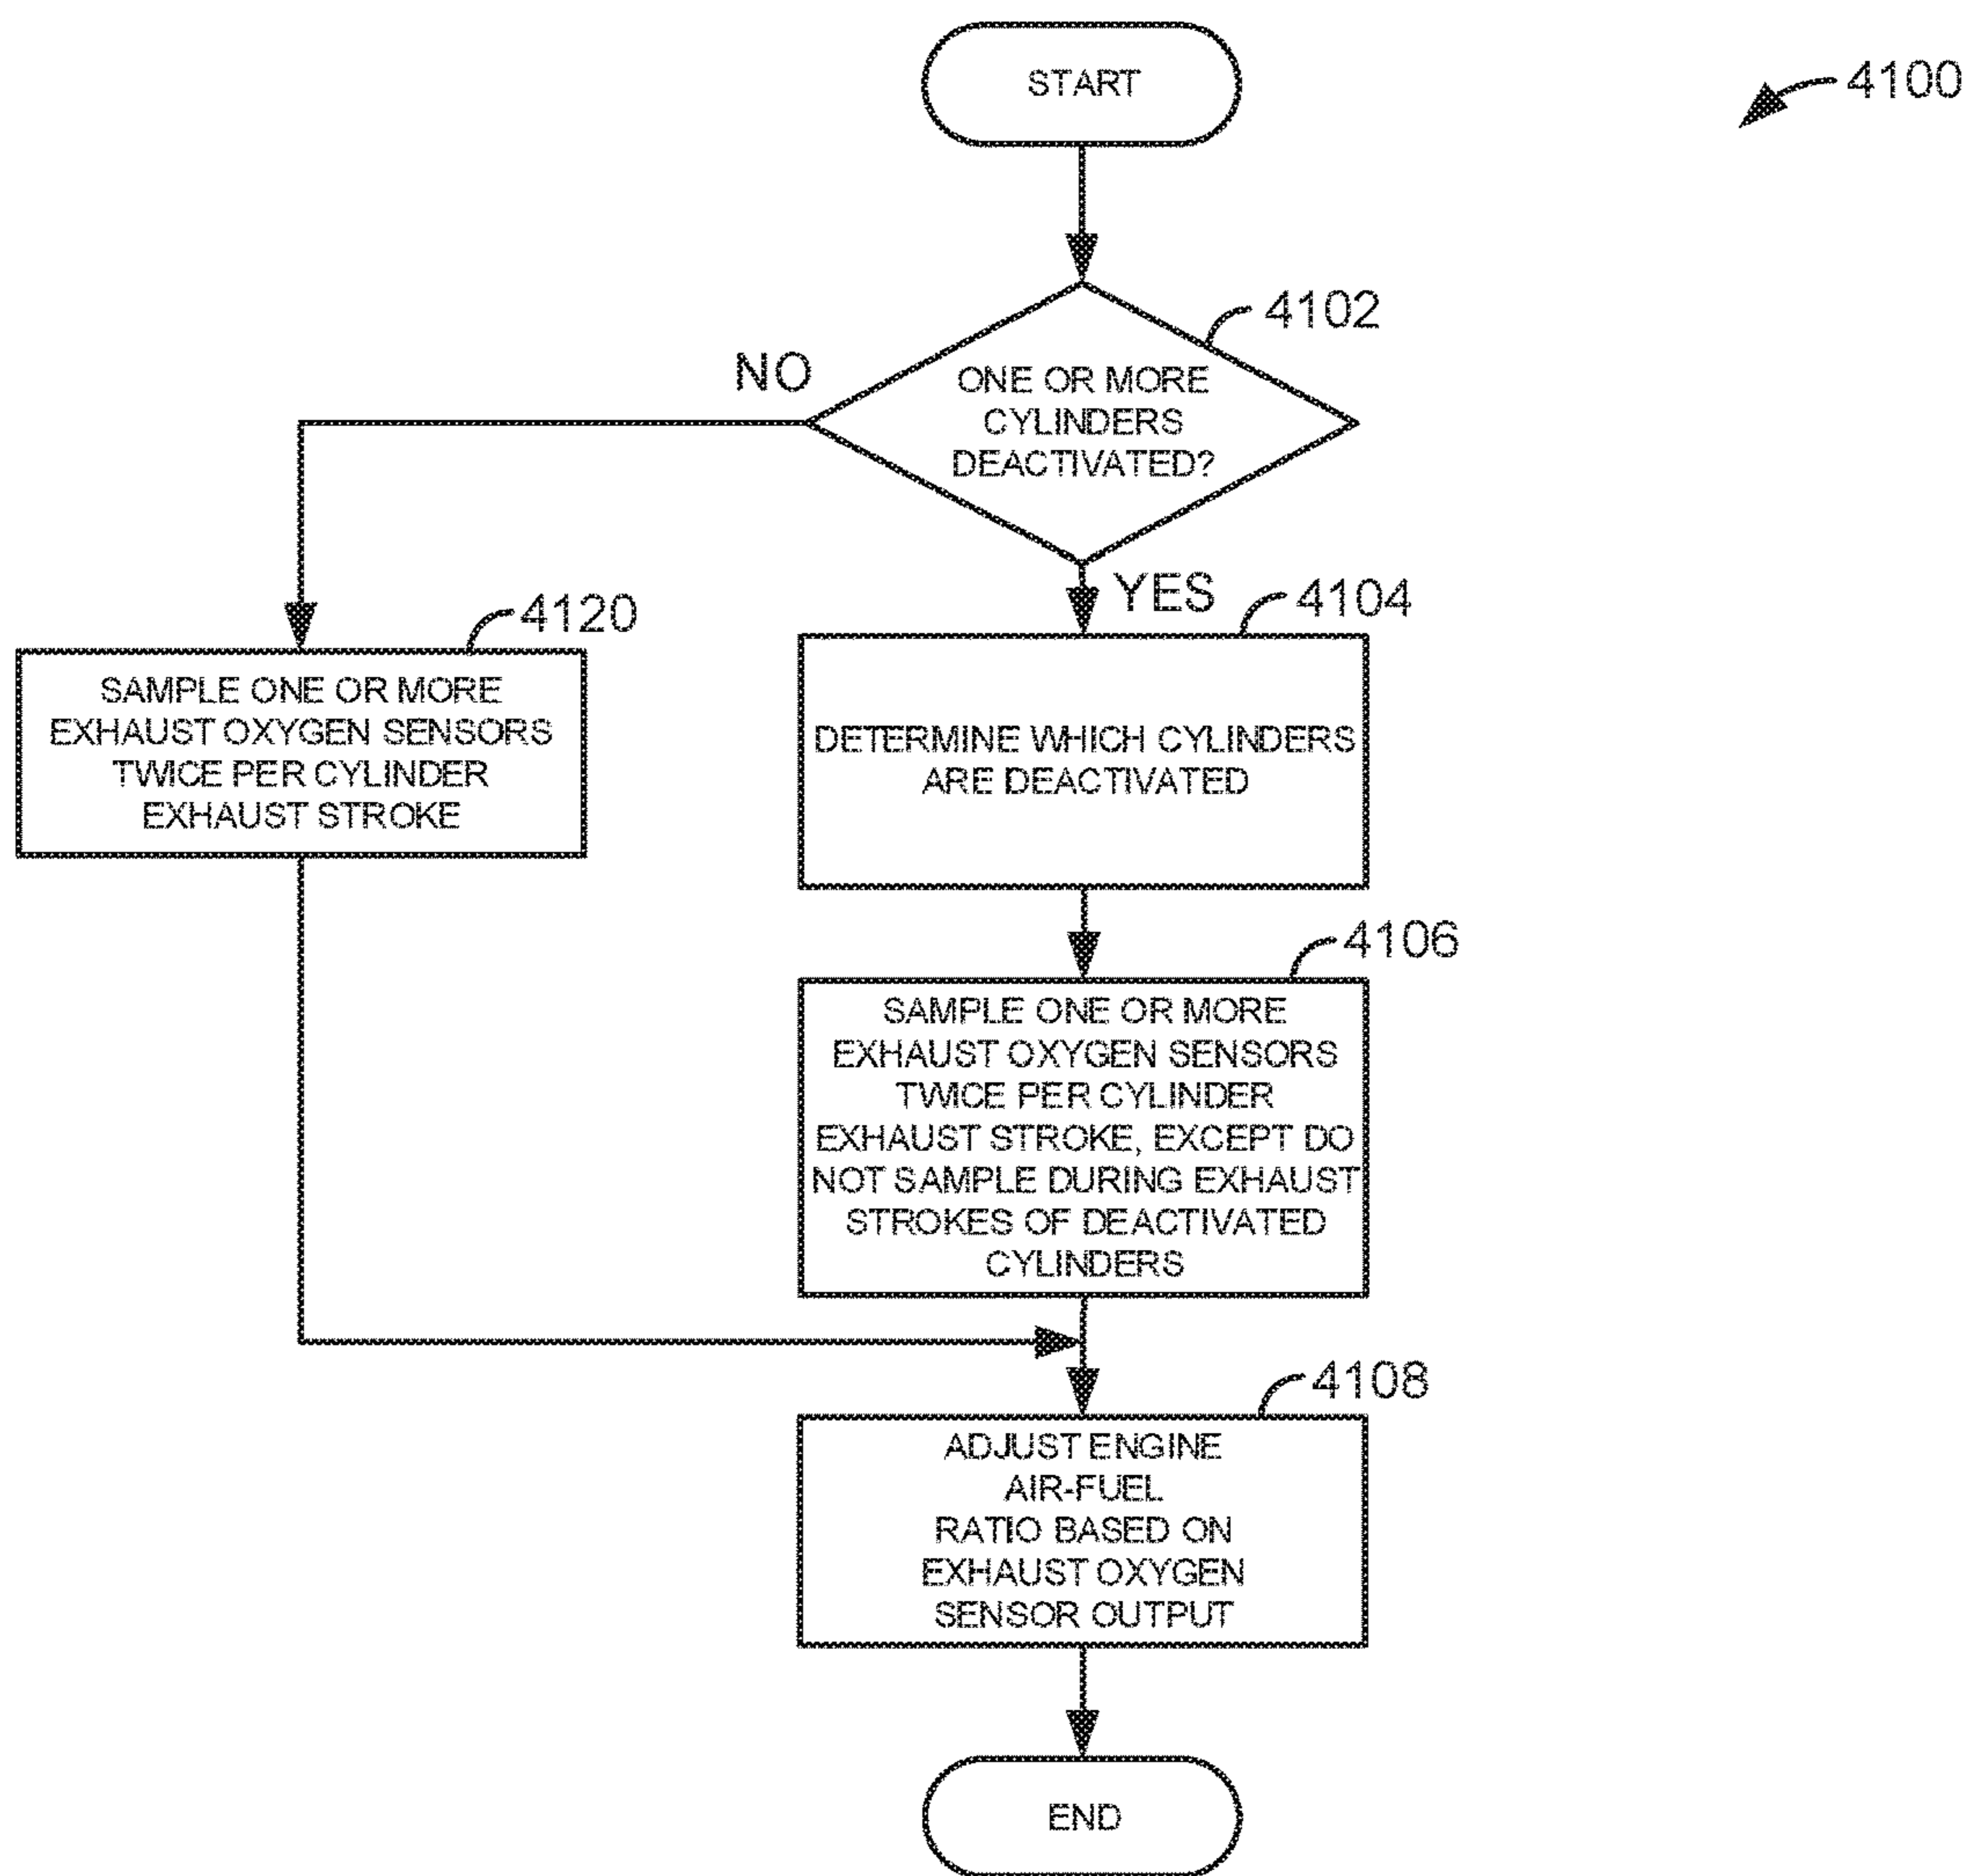 START
4100
4102
ONE OR MORE
CYLINDERS
DEACTIVATED?
NO
YES
4120
SAMPLE ONE OR MORE
EXHAUST OXYGEN SENSORS
TWICE PER CYLINDER
EXHAUST STROKE
4104
DETERMINE WHICH CYLINDERS
ARE DEACTIVATED
4106
SAMPLE ONE OR MORE
EXHAUST OXYGEN SENSORS
TWICE PER CYLINDER
EXHAUST STROKE, EXCEPT DO
NOT SAMPLE DURING EXHAUST
STROKES OF DEACTIVATED
CYLINDERS
4108
ADJUST ENGINE
AIR-FUEL
RATIO BASED ON
EXHAUST OXYGEN
SENSOR OUTPUT
END